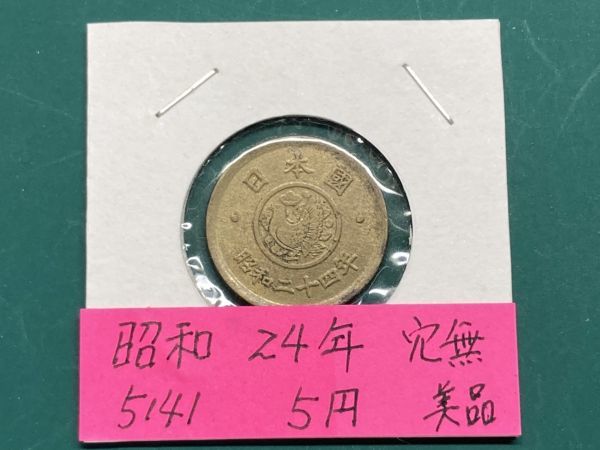 日本國
昭和二十四年
昭和 24年 穴無
5141 5円 美品